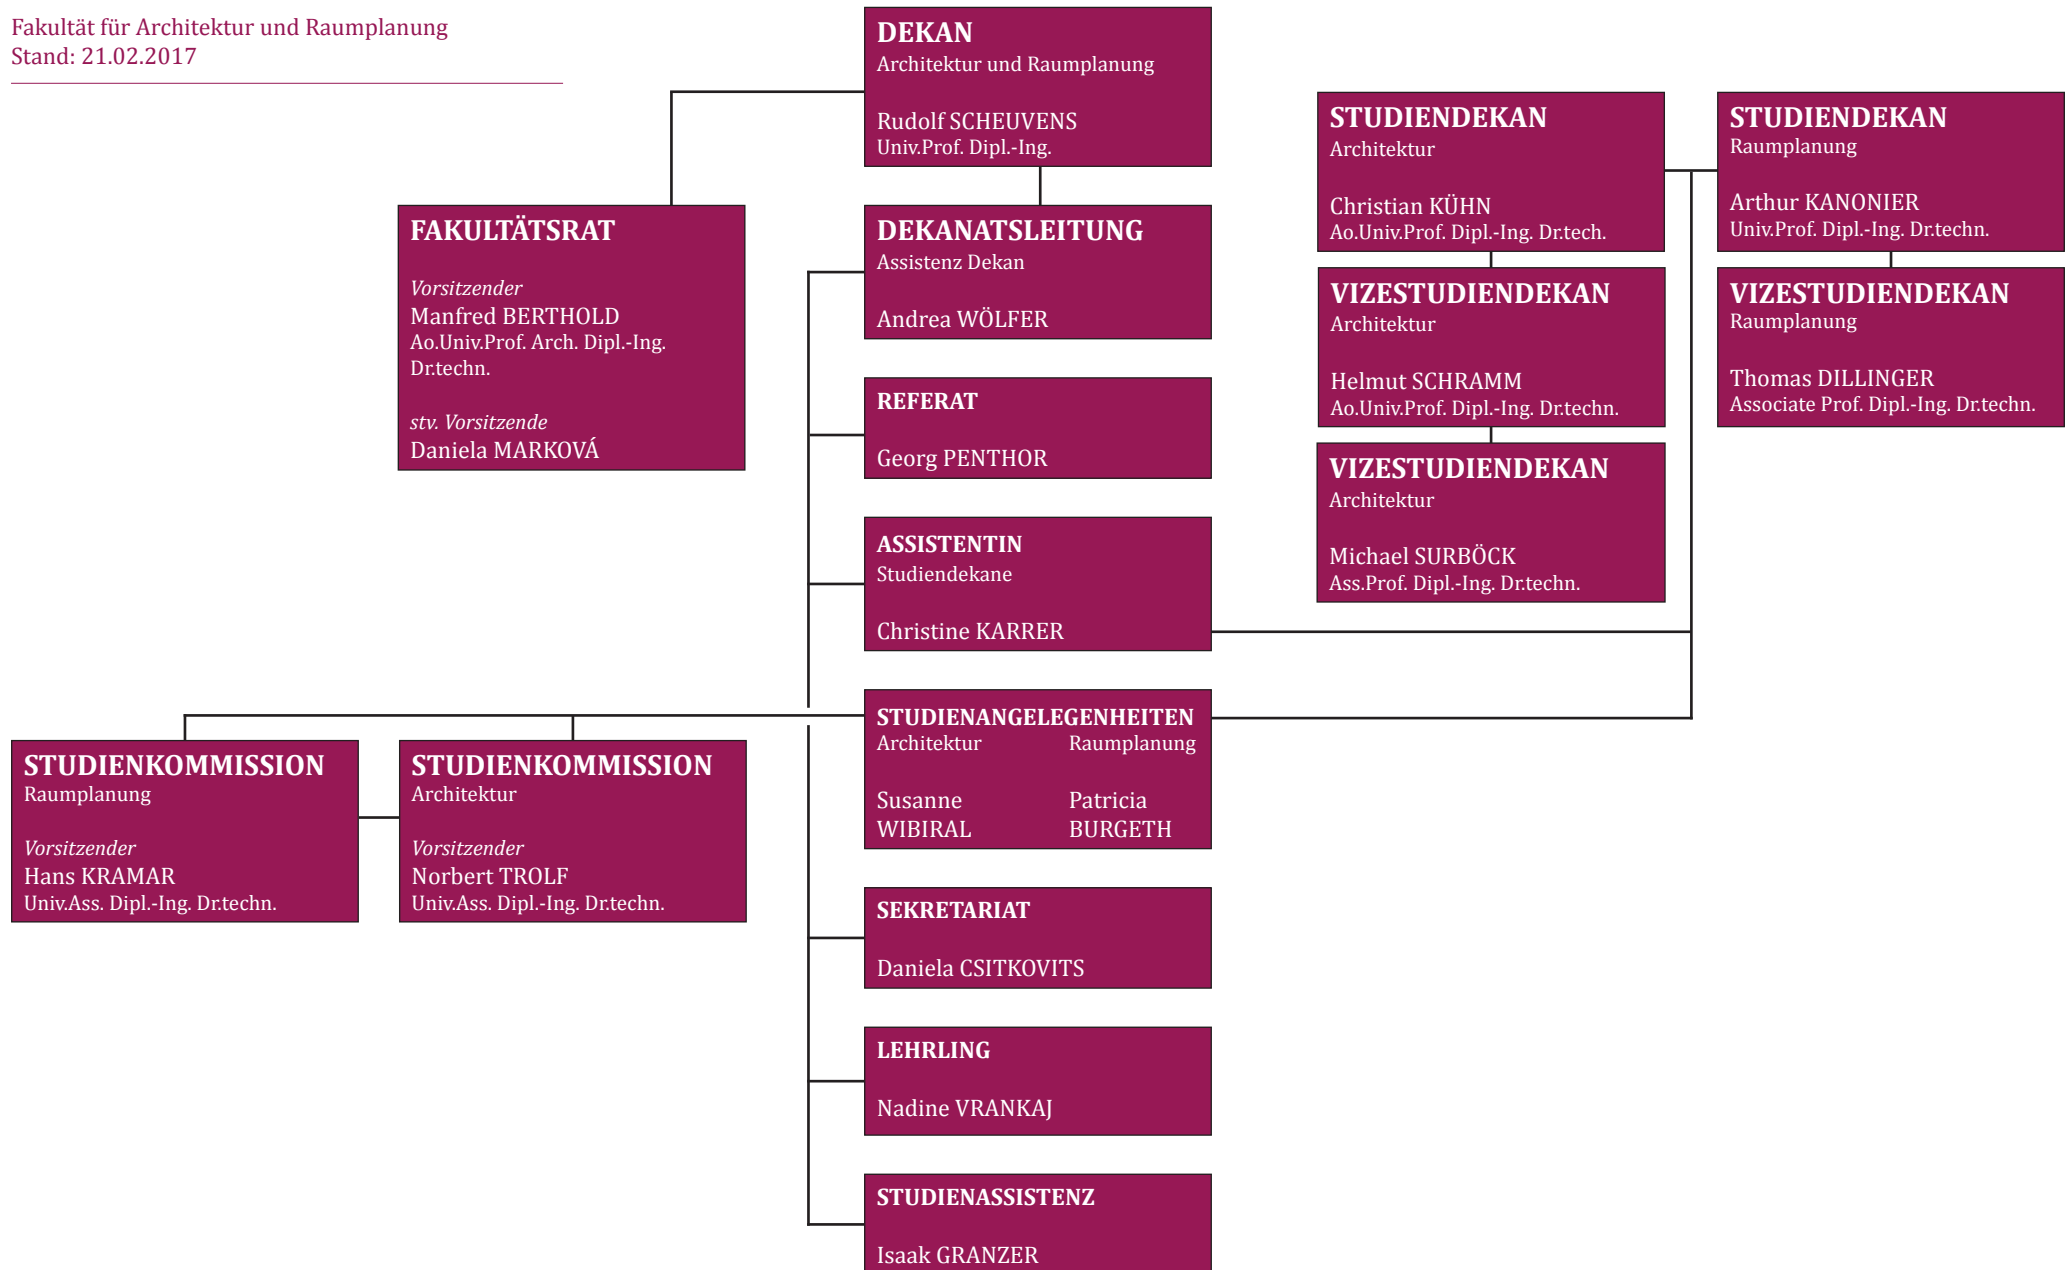 Fakultät für Architektur und Raumplanung
Stand: 21.02.2017
DEKAN
Architektur und Raumplanung
Rudolf SCHEUVENS
Univ.Prof. Dipl.-Ing.
STUDIENDEKAN
Architektur
Christian KÜHN
Ao.Univ.Prof. Dipl.-Ing. Dr.tech.
STUDIENDEKAN
Raumplanung
Arthur KANONIER
Univ.Prof. Dipl.-Ing. Dr.techn.
FAKULTÄTSRAT
Vorsitzender
Manfred BERTHOLD
Ao.Univ.Prof. Arch. Dipl.-Ing.
Dr.techn.
stv. Vorsitzende
Daniela MARKOVÁ
DEKANATSLEITUNG
Assistenz Dekan
Andrea WÖLFER
VIZESTUDIENDEKAN
Architektur
Helmut SCHRAMM
Ao.Univ.Prof. Dipl.-Ing. Dr.techn.
VIZESTUDIENDEKAN
Raumplanung
Thomas DILLINGER
Associate Prof. Dipl.-Ing. Dr.techn.
REFERAT
Georg PENTHOR
VIZESTUDIENDEKAN
Architektur
Michael SURBÖCK
Ass.Prof. Dipl.-Ing. Dr.techn.
ASSISTENTIN
Studiendekane
Christine KARRER
STUDIENANGELEGENHEITEN
Architektur Raumplanung
Susanne Patricia
WIBIRAL BURGETH
STUDIENKOMMISSION
Raumplanung
Vorsitzender
Hans KRAMAR
Univ.Ass. Dipl.-Ing. Dr.techn.
STUDIENKOMMISSION
Architektur
Vorsitzender
Norbert TROLF
Univ.Ass. Dipl.-Ing. Dr.techn.
SEKRETARIAT
Daniela CSITKOVITS
LEHRLING
Nadine VRANKAJ
STUDIENASSISTENZ
Isaak GRANZER